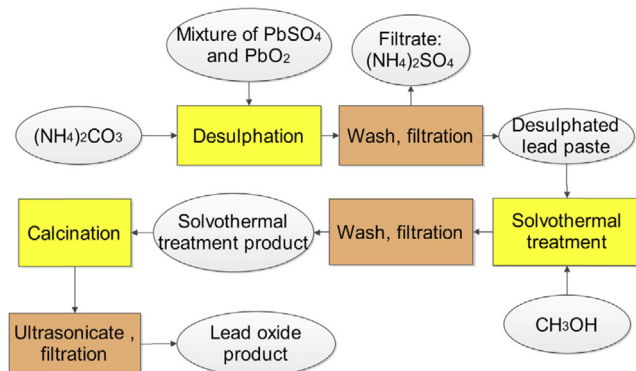 Mixture of PbSO₄
and PbO₂
Filtrate:
(NH₄)₂SO₄
(NH₄)₂CO₃
Desulphation
Wash, filtration
Desulphated
lead paste
Calcination
Solvothermal
treatment product
Wash, filtration
Solvothermal
treatment
Ultrasonicate ,
filtration
Lead oxide
product
CH₃OH